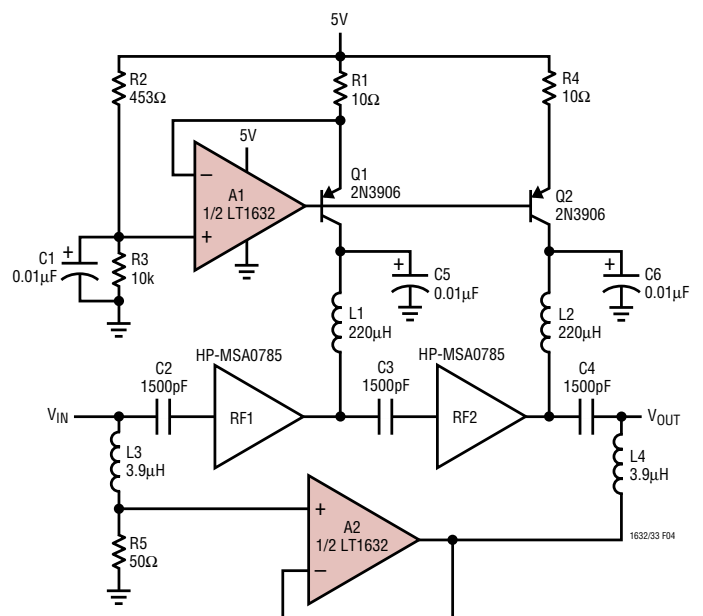 5V
R2
453Ω
R1
10Ω
R4
10Ω
5V
Q1
2N3906
Q2
2N3906
–
A1
1/2 LT1632
+
C1
0.01µF
+
R3
10k
+
C5
0.01µF
+
C6
0.01µF
L1
220µH
L2
220µH
HP-MSA0785
HP-MSA0785
C2
1500pF
C3
1500pF
C4
1500pF
VIN
RF1
RF2
VOUT
L3
3.9µH
L4
3.9µH
+
A2
1/2 LT1632
–
R5
50Ω
1632/33 F04